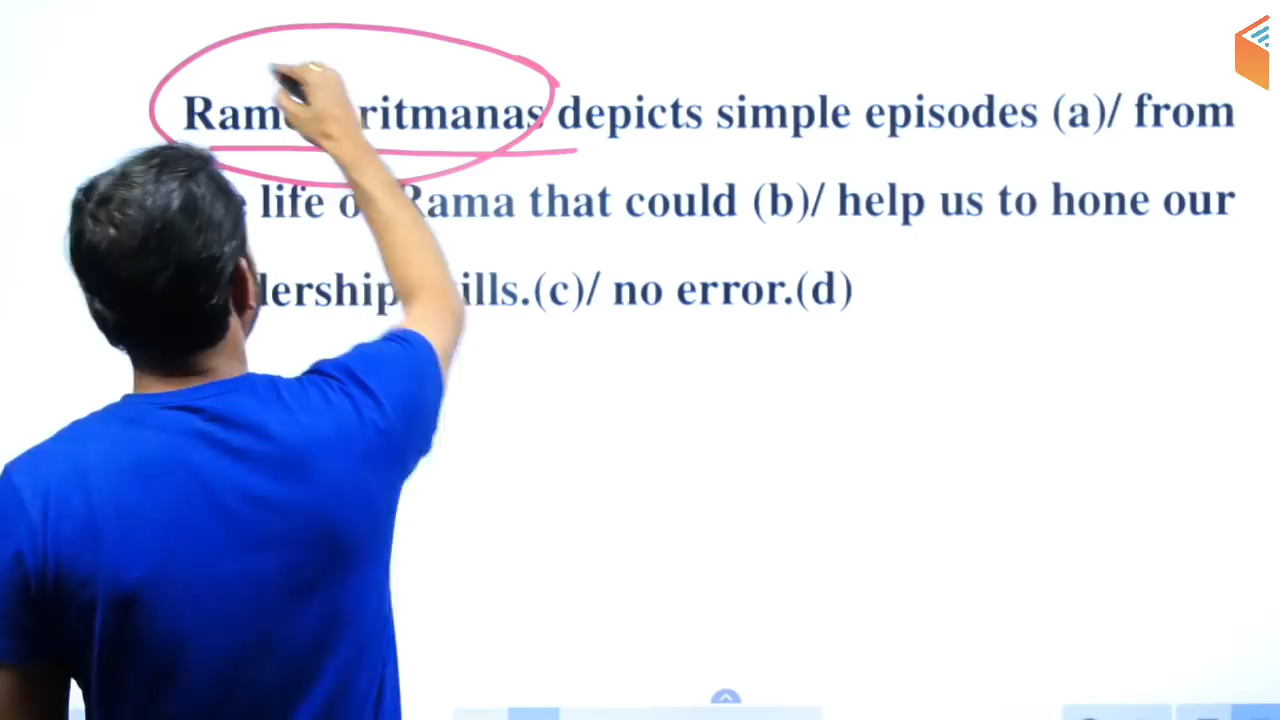 depicts simple episodes (a)/ from
life Rama that could (b)/ help us to hone our
(c)/ no error.(d)